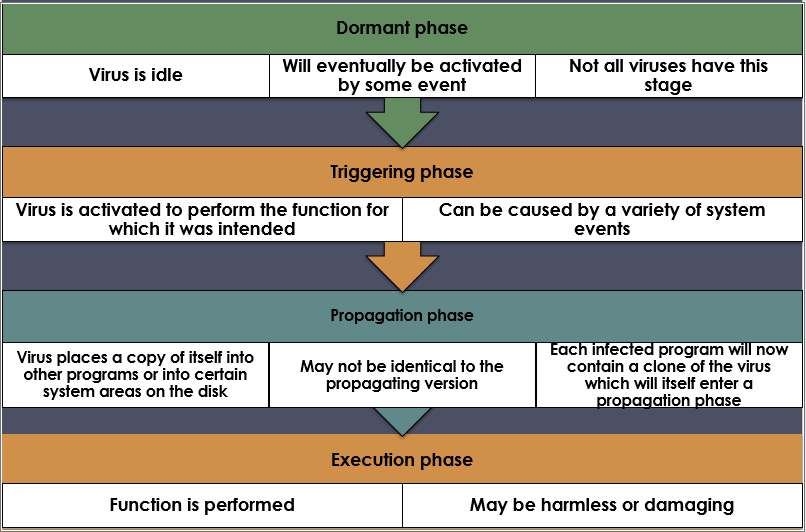 Dormant phase
Virus is idle
Will eventually be activated
by some event
Not all viruses have this
stage
Triggering phase
Virus is activated to perform the function for
which it was intended
Can be caused by a variety of system
events
Propagation phase
Virus places a copy of itself into
other programs or into certain
system areas on the disk
May not be identical to the
propagating version
Each infected program will now
contain a clone of the virus
which will itself enter a
propagation phase
Execution phase
Function is performed
May be harmless or damaging